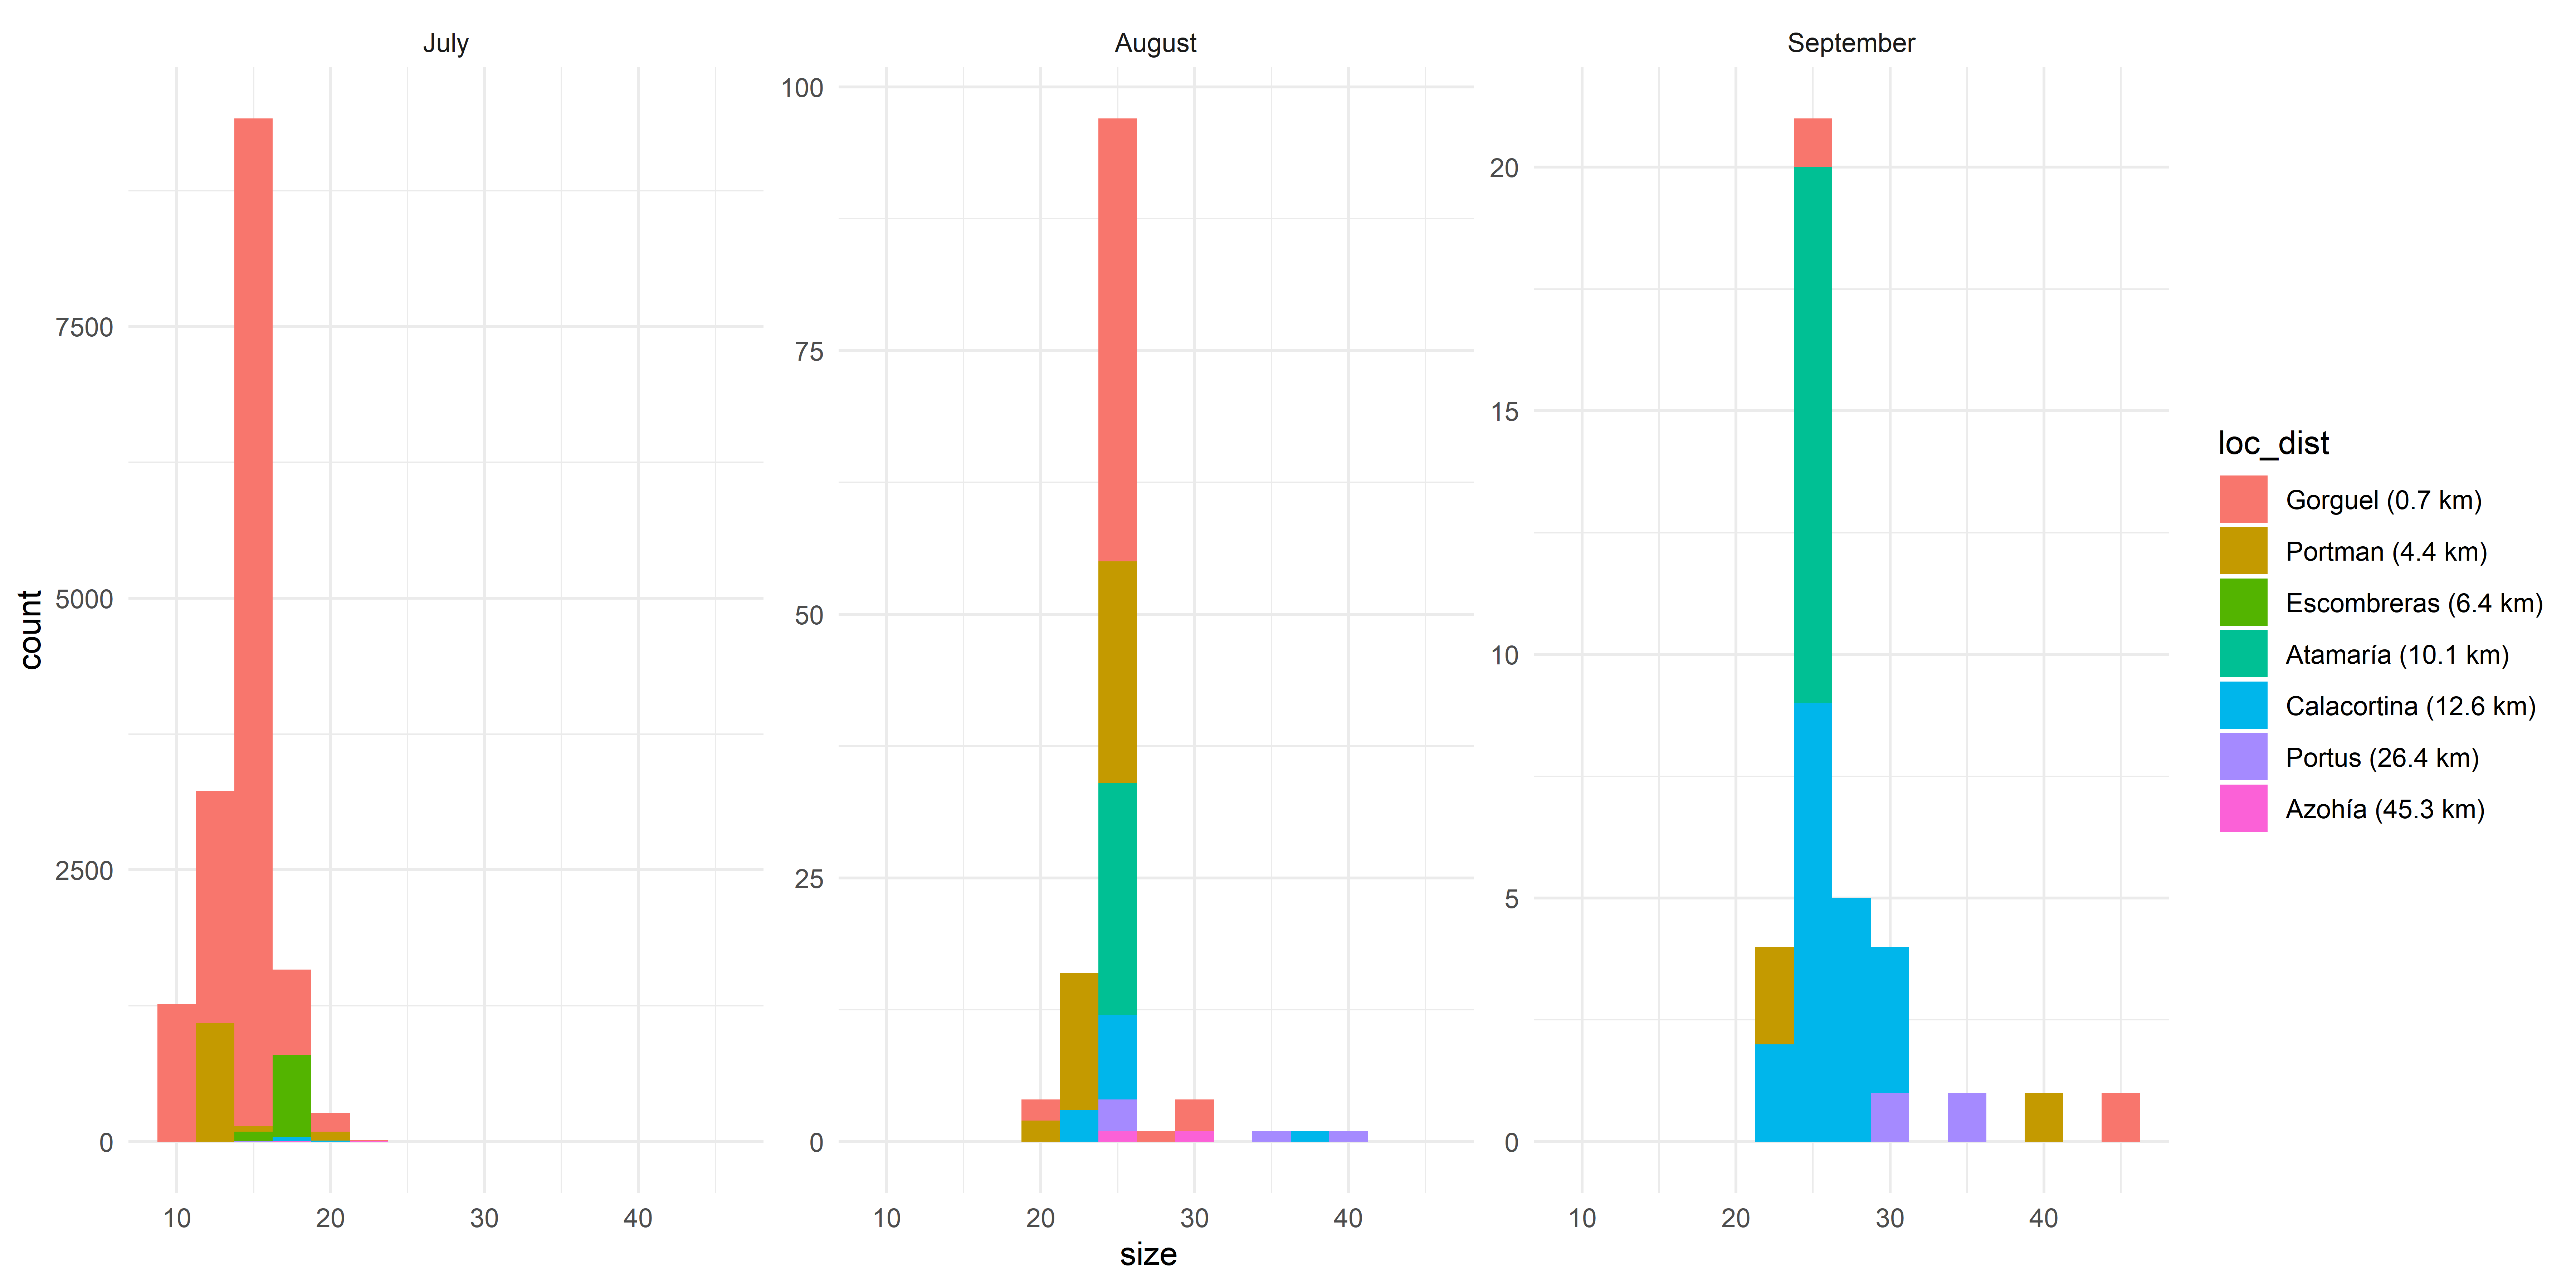 July
August
September
count
7500
5000
2500
0
100
75
50
25
0
20
15
10
5
0
10 20 30 40
10 20 30 40
10 20 30 40
size
loc_dist
Gorguel (0.7 km)
Portman (4.4 km)
Escombreras (6.4 km)
Atamaría (10.1 km)
Calacortina (12.6 km)
Portus (26.4 km)
Azohía (45.3 km)